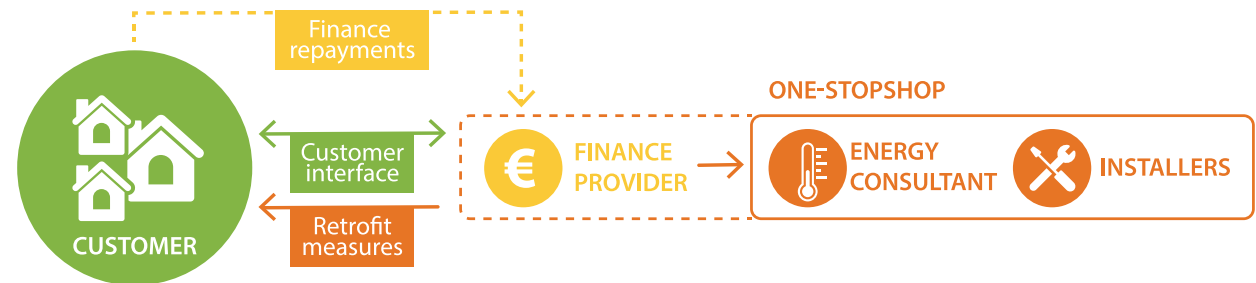 Finance
repayments
ONE-STOPSHOP
CUSTOMER
Customer
interface
Retrofit
measures
€
FINANCE
PROVIDER
ENERGY
CONSULTANT
INSTALLERS